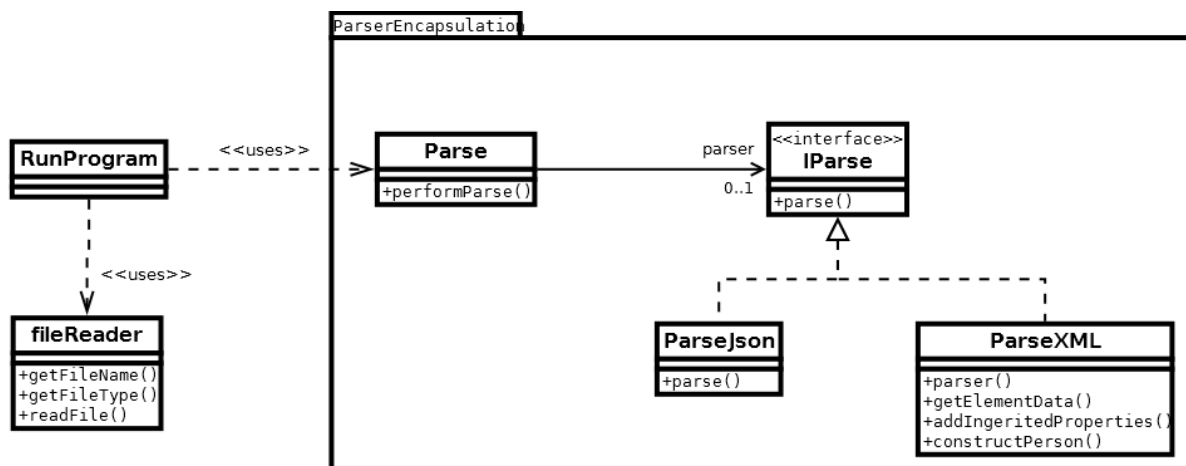 ParserEncapsulation
RunProgram
<<uses>>
Parse
+performParse()
parser
0..1
<<interface>>
IParse
+parse()
<<uses>>
fileReader
+getFileName()
+getFileType()
+readFile()
ParseJson
+parse()
ParseXML
+parser()
+getElementData()
+addIngeritedProperties()
+constructPerson()